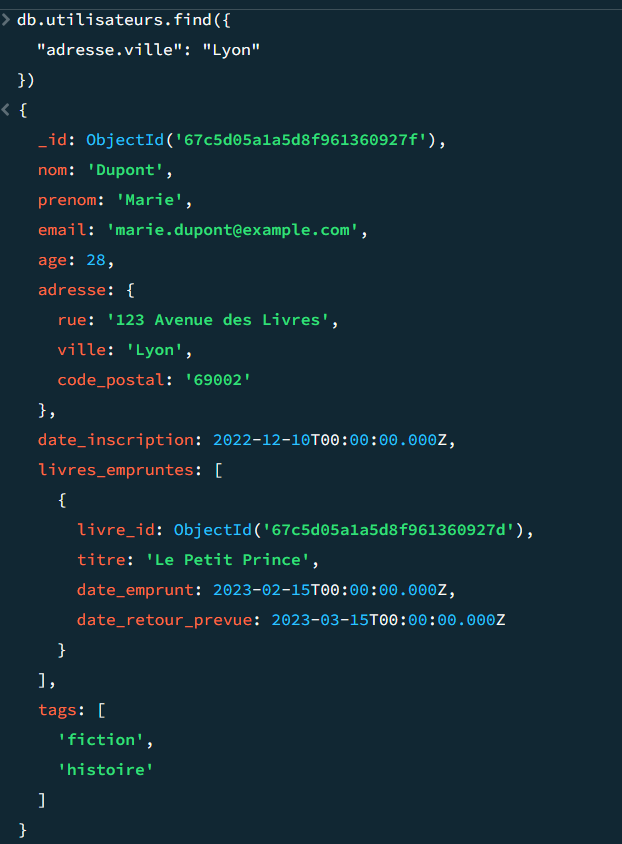 db.utilisateurs.find({
"adresse.ville": "Lyon"
})
{
_id: ObjectId('67c5d05a1a5d8f961360927f'),
nom: 'Dupont',
prenom: 'Marie',
email: 'marie.dupont@example.com',
age: 28,
adresse: {
rue: '123 Avenue des Livres',
ville: 'Lyon',
code_postal: '69002'
},
date_inscription: 2022-12-10T00:00:00.000Z,
livres_empruntes: [
{
livre_id: ObjectId('67c5d05a1a5d8f961360927d'),
titre: 'Le Petit Prince',
date_emprunt: 2023-02-15T00:00:00.000Z,
date_retour_prevue: 2023-03-15T00:00:00.000Z
}
],
tags: [
'fiction',
'histoire'
]
}